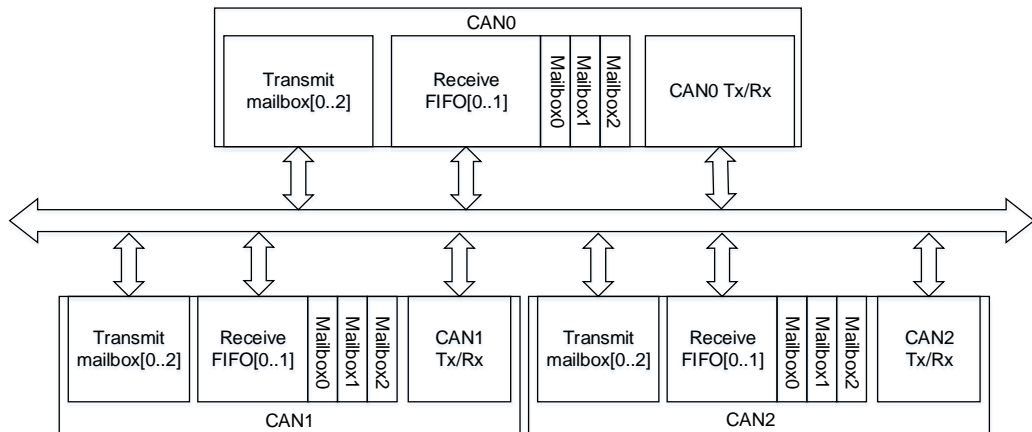 CAN0
Transmit
mailbox[0..2]
Receive
FIFO[0..1]
Mailbox0
Mailbox1
Mailbox2
CAN0 Tx/Rx
Transmit
mailbox[0..2]
Receive
FIFO[0..1]
Mailbox0
Mailbox1
Mailbox2
CAN1
Tx/Rx
CAN1
Transmit
mailbox[0..2]
Receive
FIFO[0..1]
Mailbox0
Mailbox1
Mailbox2
CAN2
Tx/Rx
CAN2